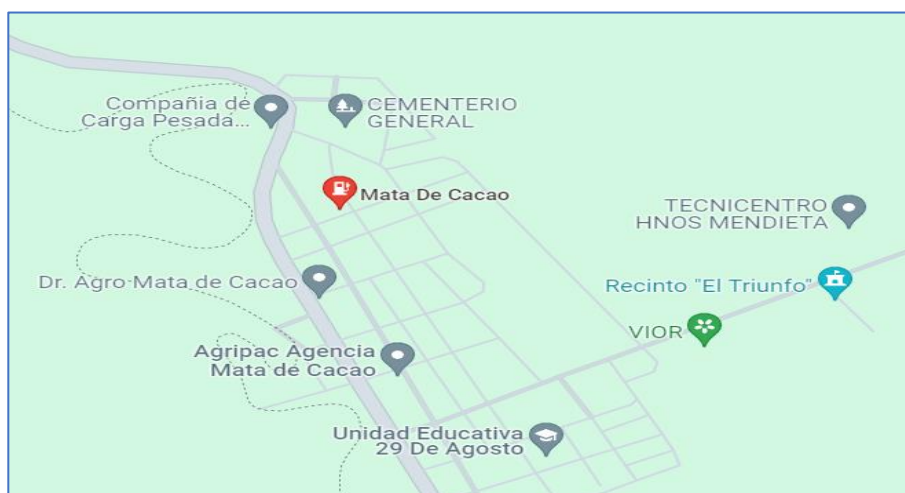 Compañia de
Carga Pesada...
CEMENTERIO
GENERAL
Mata De Cacao
TECNICENTRO
HNOS MENDIETA
Dr. Agro Mata de Cacao
Recinto "El Triunfo"
VIOR
Agripac Agencia
Mata de Cacao
Unidad Educativa
29 De Agosto